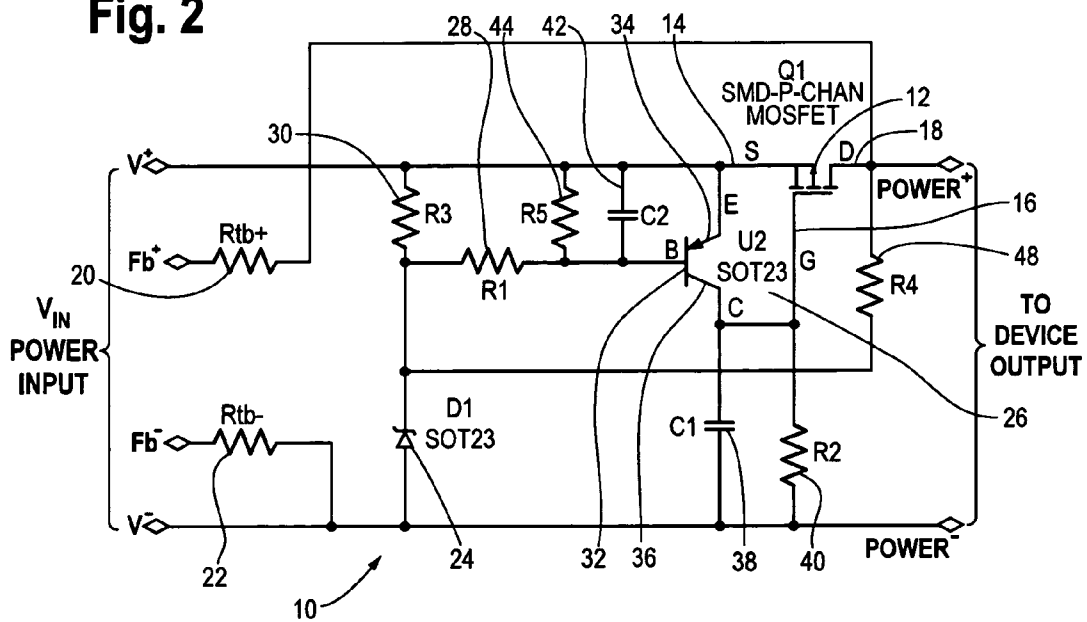 Fig. 2
28 44 42 34 14
Q1
SMD-P-CHAN
MOSFET
12
18
30
V+
S
D
POWER+
R3
R5
C2
E
16
Rtb+
Fb+
20
R1
B
U2
SOT23
G
48
R4
C
VIN
POWER
INPUT
TO
DEVICE
OUTPUT
D1
SOT23
26
Rtb-
Fb-
C1
R2
V-
POWER-
22
24
32
36
38
40
10